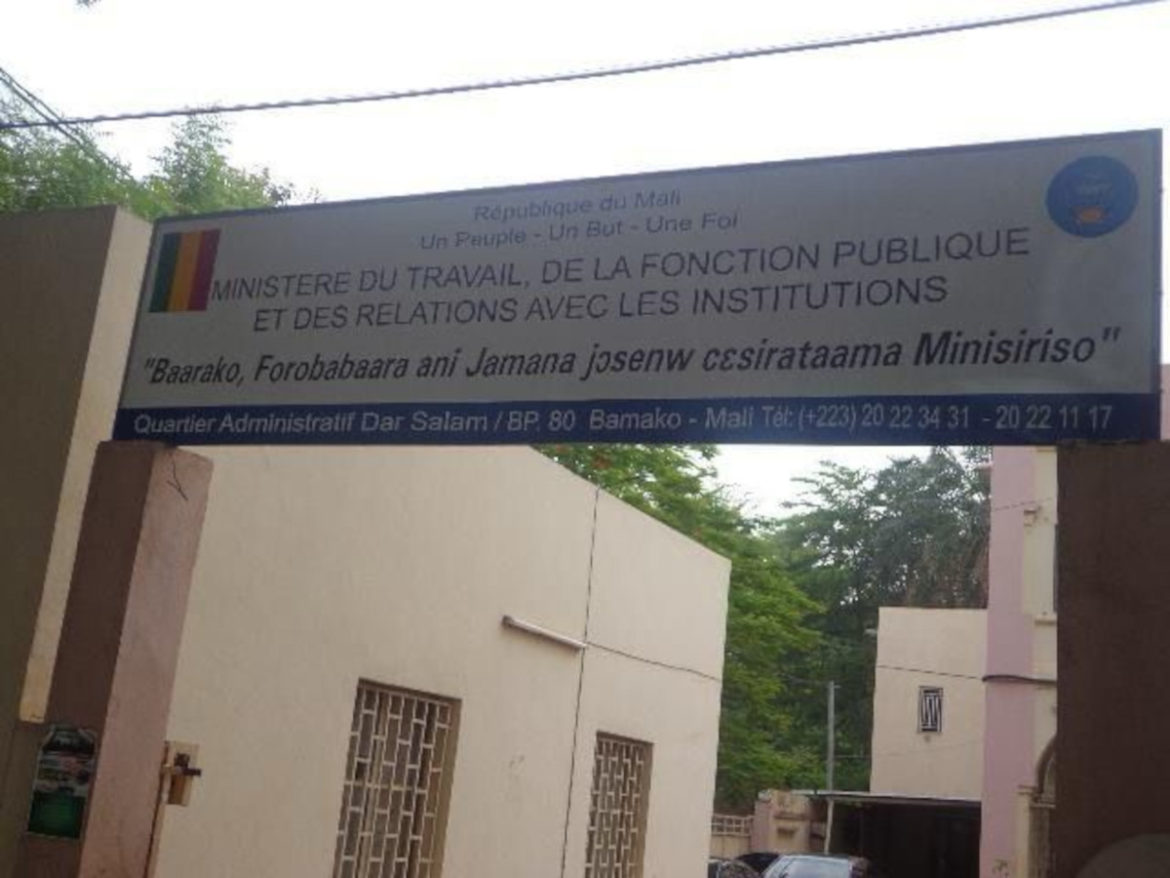 République du Mali
Un Peuple - Un But - Une Foi
MINISTERE DU TRAVAIL, DE LA FONCTION PUBLIQUE
ET DES RELATIONS AVEC LES INSTITUTIONS
"Baarako, Forobabaara ani Jamana jɔsenw cɛsirataama Minisiriso"
Quartier Administratif Dar Salam / BP. 80 Bamako - Mali Tél: (+223) 20 22 34 31 - 20 22 11 17